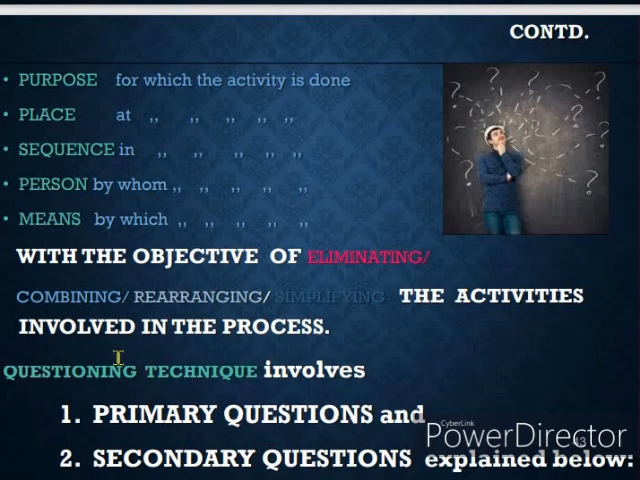 CONTD.
• PURPOSE for which the activity is done
• PLACE at ,, ,, ,, ,, ,,
• SEQUENCE in ,, ,, ,, ,, ,,
• PERSON by whom ,, ,, ,, ,, ,,
• MEANS by which ,, ,, ,, ,, ,,
WITH THE OBJECTIVE OF ELIMINATING/
COMBINING/ REARRANGING/ SIMPLIFYING THE ACTIVITIES
INVOLVED IN THE PROCESS.
QUESTIONING TECHNIQUE involves
1. PRIMARY QUESTIONS and
CyberLink
PowerDirector
2. SECONDARY QUESTIONS explained below: